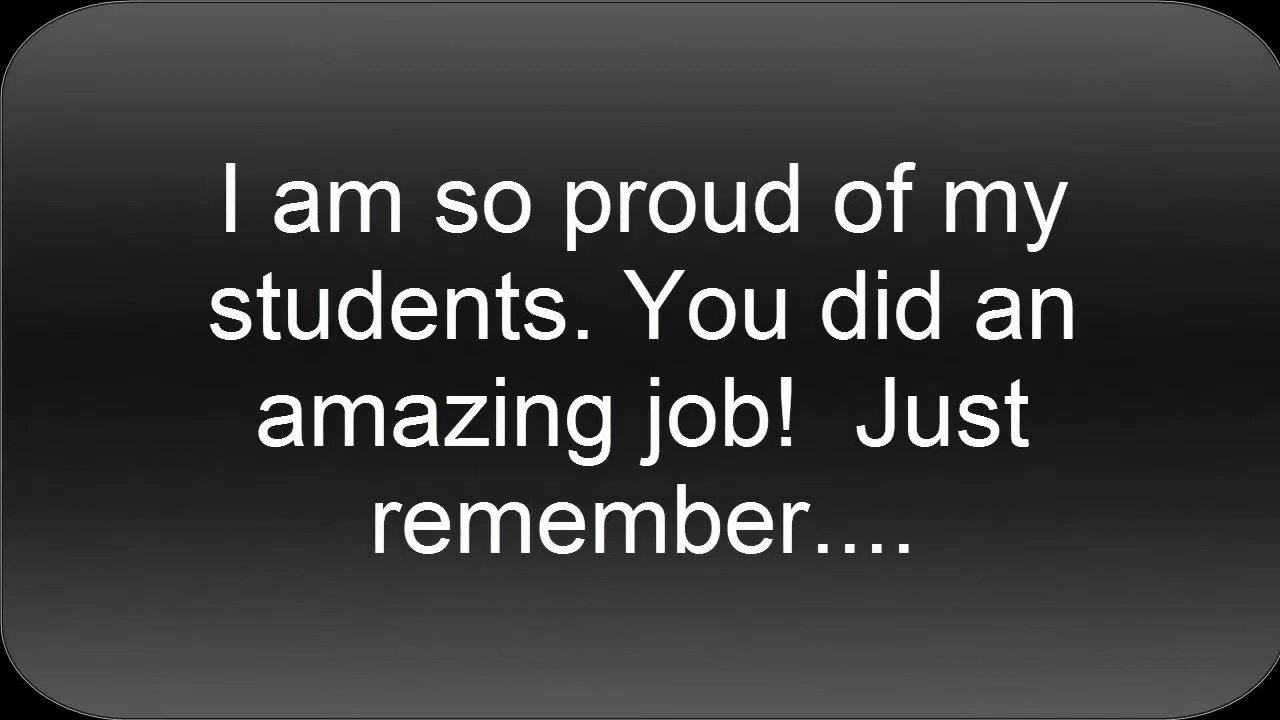 I am so proud of my
students. You did an
amazing job!  Just
remember....